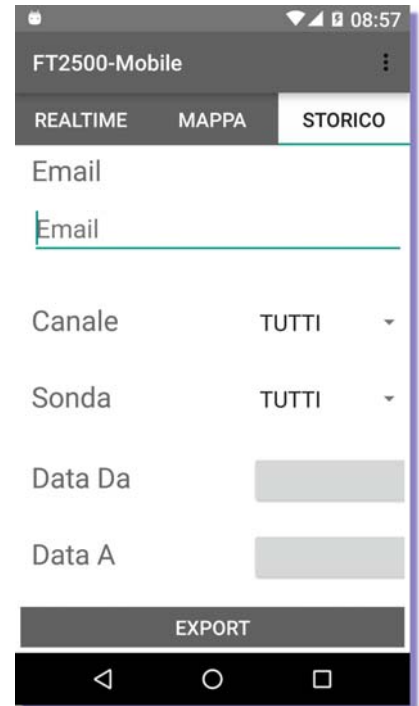 08:57
FT2500-Mobile
REALTIME MAPPA STORICO
Email
Email
Canale TUTTI
Sonda TUTTI
Data Da
Data A
EXPORT